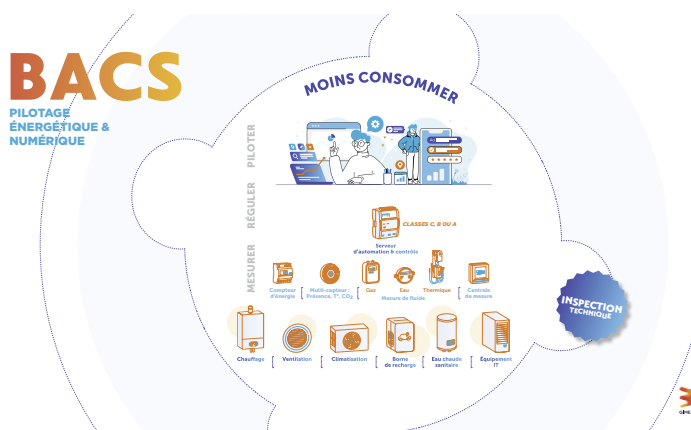 BACS
PILOTAGE
ÉNERGÉTIQUE &
NUMÉRIQUE
MOINS CONSOMMER
PILOTER
RÉGULER
MESURER
CLASSES C, B OU A
Serveur
d'automation & contrôle
Compteur
d'énergie
Multi-capteur :
Présence, T°, CO₂
Gaz
Eau
Thermique
Mesure de fluide
Centrale
de mesure
Chauffage
Ventilation
Climatisation
Borne
de recharge
Eau chaude
sanitaire
Équipement
IT
INSPECTION
TECHNIQUE